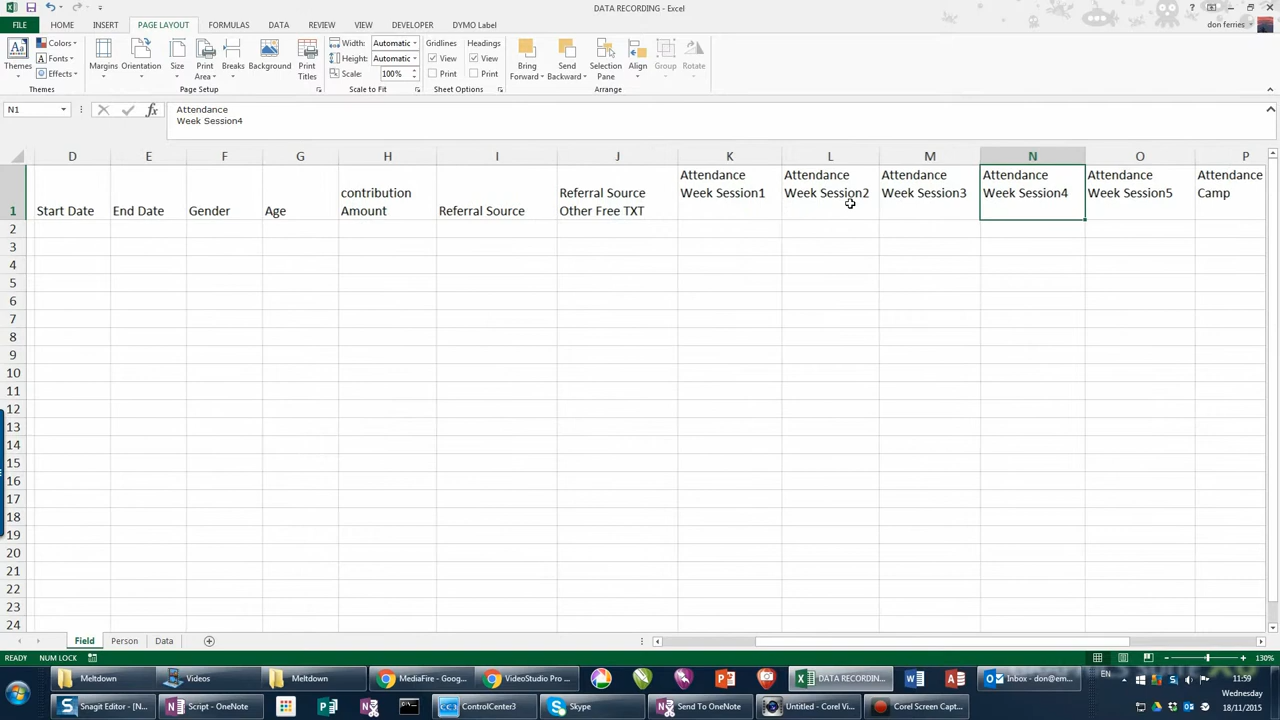 DATA RECORDING - Excel
FILE HOME INSERT PAGE LAYOUT FORMULAS DATA REVIEW VIEW DEVELOPER DYMO Label
don ferries
Themes Colors Fonts Effects
Margins Orientation Size Print Area Breaks Background Print Titles
Width: Automatic
Height: Automatic
Scale: 100%
Gridlines View Print
Headings View Print
Bring Forward Send Backward Selection Pane Align Group Rotate
Themes Page Setup Scale to Fit Sheet Options Arrange
N1
fx
Attendance
Week Session4
D E F G H I J K L M N O P
1
Start Date
End Date
Gender
Age
contribution
Amount
Referral Source
Referral Source
Other Free TXT
Attendance
Week Session1
Attendance
Week Session2
Attendance
Week Session3
Attendance
Week Session4
Attendance
Week Session5
Attendance
Camp
2
3
4
5
6
7
8
9
10
11
12
13
14
15
16
17
18
19
20
21
22
23
24
Field Person Data
READY NUM LOCK
130%
Meltdown Videos Meltdown MediaFire - Goog... VideoStudio Pro ... DATA RECORDIN... Inbox - don@em...
EN
11:59
Wednesday
18/11/2015
Snagit Editor - [N... Script - OneNote ControlCenter3 Skype Send To OneNote Untitled - Corel Vi... Corel Screen Capt...